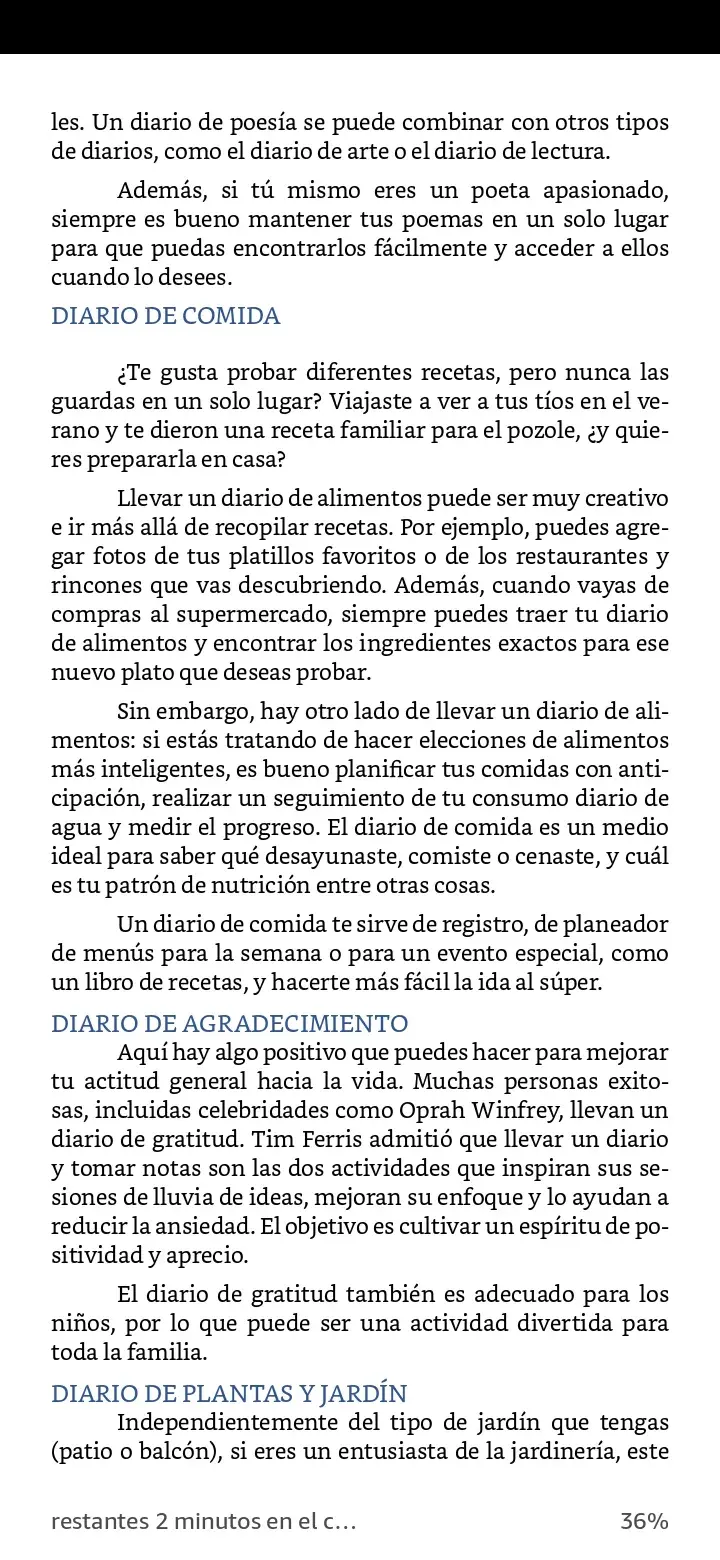 les. Un diario de poesía se puede combinar con otros tipos
de diarios, como el diario de arte o el diario de lectura.
Además, si tú mismo eres un poeta apasionado,
siempre es bueno mantener tus poemas en un solo lugar
para que puedas encontrarlos fácilmente y acceder a ellos
cuando lo desees.
DIARIO DE COMIDA
¿Te gusta probar diferentes recetas, pero nunca las
guardas en un solo lugar? Viajaste a ver a tus tíos en el ve-
rano y te dieron una receta familiar para el pozole, ¿y quie-
res prepararla en casa?
Llevar un diario de alimentos puede ser muy creativo
e ir más allá de recopilar recetas. Por ejemplo, puedes agre-
gar fotos de tus platillos favoritos o de los restaurantes y
rincones que vas descubriendo. Además, cuando vayas de
compras al supermercado, siempre puedes traer tu diario
de alimentos y encontrar los ingredientes exactos para ese
nuevo plato que deseas probar.
Sin embargo, hay otro lado de llevar un diario de ali-
mentos: si estás tratando de hacer elecciones de alimentos
más inteligentes, es bueno planificar tus comidas con anti-
cipación, realizar un seguimiento de tu consumo diario de
agua y medir el progreso. El diario de comida es un medio
ideal para saber qué desayunaste, comiste o cenaste, y cuál
es tu patrón de nutrición entre otras cosas.
Un diario de comida te sirve de registro, de planeador
de menús para la semana o para un evento especial, como
un libro de recetas, y hacerte más fácil la ida al súper.
DIARIO DE AGRADECIMIENTO
Aquí hay algo positivo que puedes hacer para mejorar
tu actitud general hacia la vida. Muchas personas exito-
sas, incluidas celebridades como Oprah Winfrey, llevan un
diario de gratitud. Tim Ferris admitió que llevar un diario
y tomar notas son las dos actividades que inspiran sus se-
siones de lluvia de ideas, mejoran su enfoque y lo ayudan a
reducir la ansiedad. El objetivo es cultivar un espíritu de po-
sitividad y aprecio.
El diario de gratitud también es adecuado para los
niños, por lo que puede ser una actividad divertida para
toda la familia.
DIARIO DE PLANTAS Y JARDÍN
Independientemente del tipo de jardín que tengas
(patio o balcón), si eres un entusiasta de la jardinería, este
restantes 2 minutos en el c… 36%